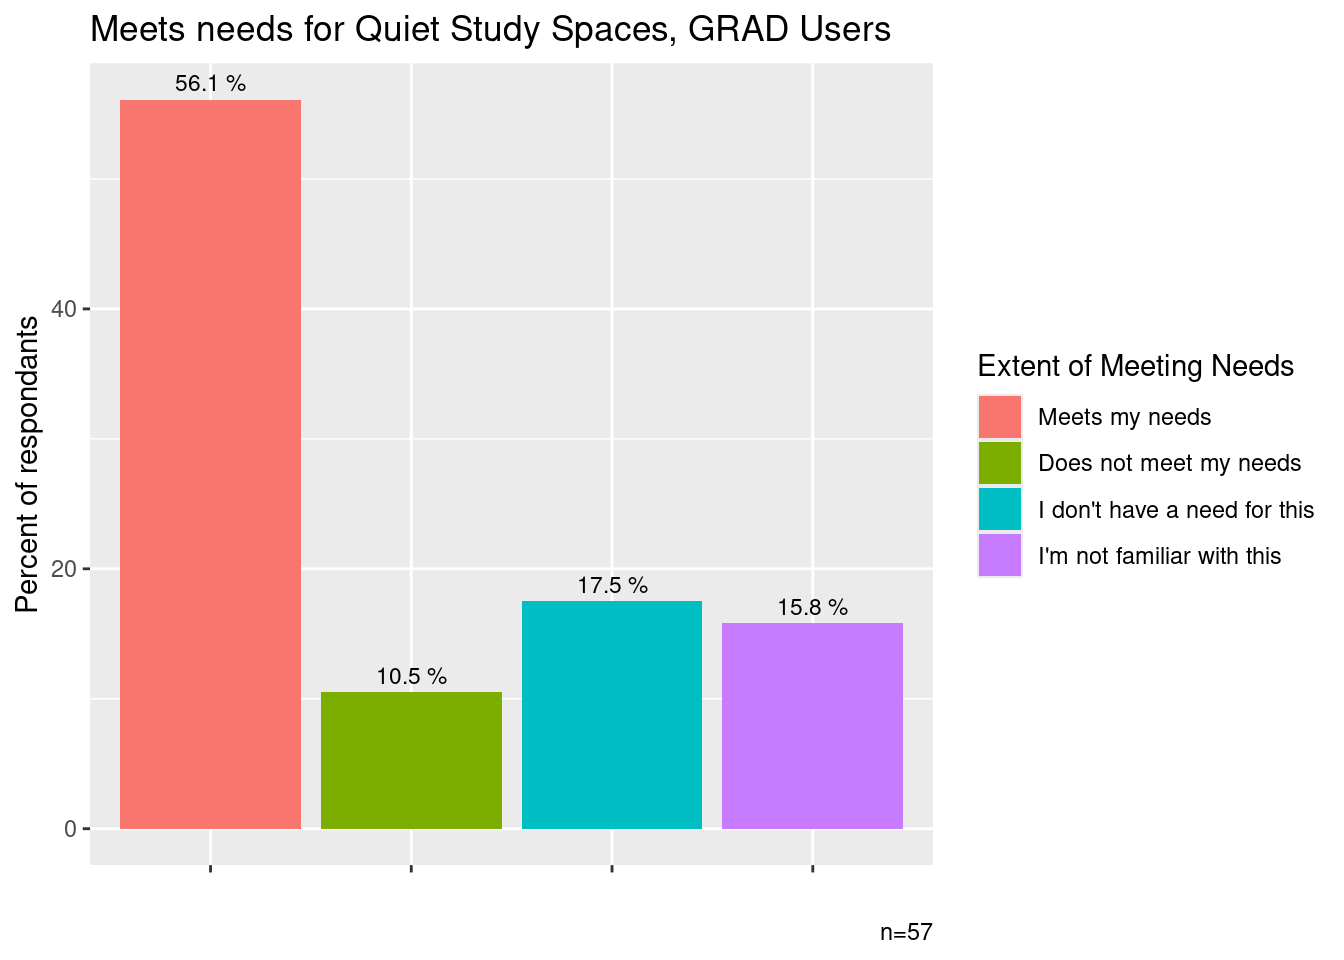 Meets needs for Quiet Study Spaces, GRAD Users
56.1 %
10.5 %
17.5 %
15.8 %
40
20
0
Percent of respondants
Extent of Meeting Needs
Meets my needs
Does not meet my needs
I don't have a need for this
I'm not familiar with this
n=57